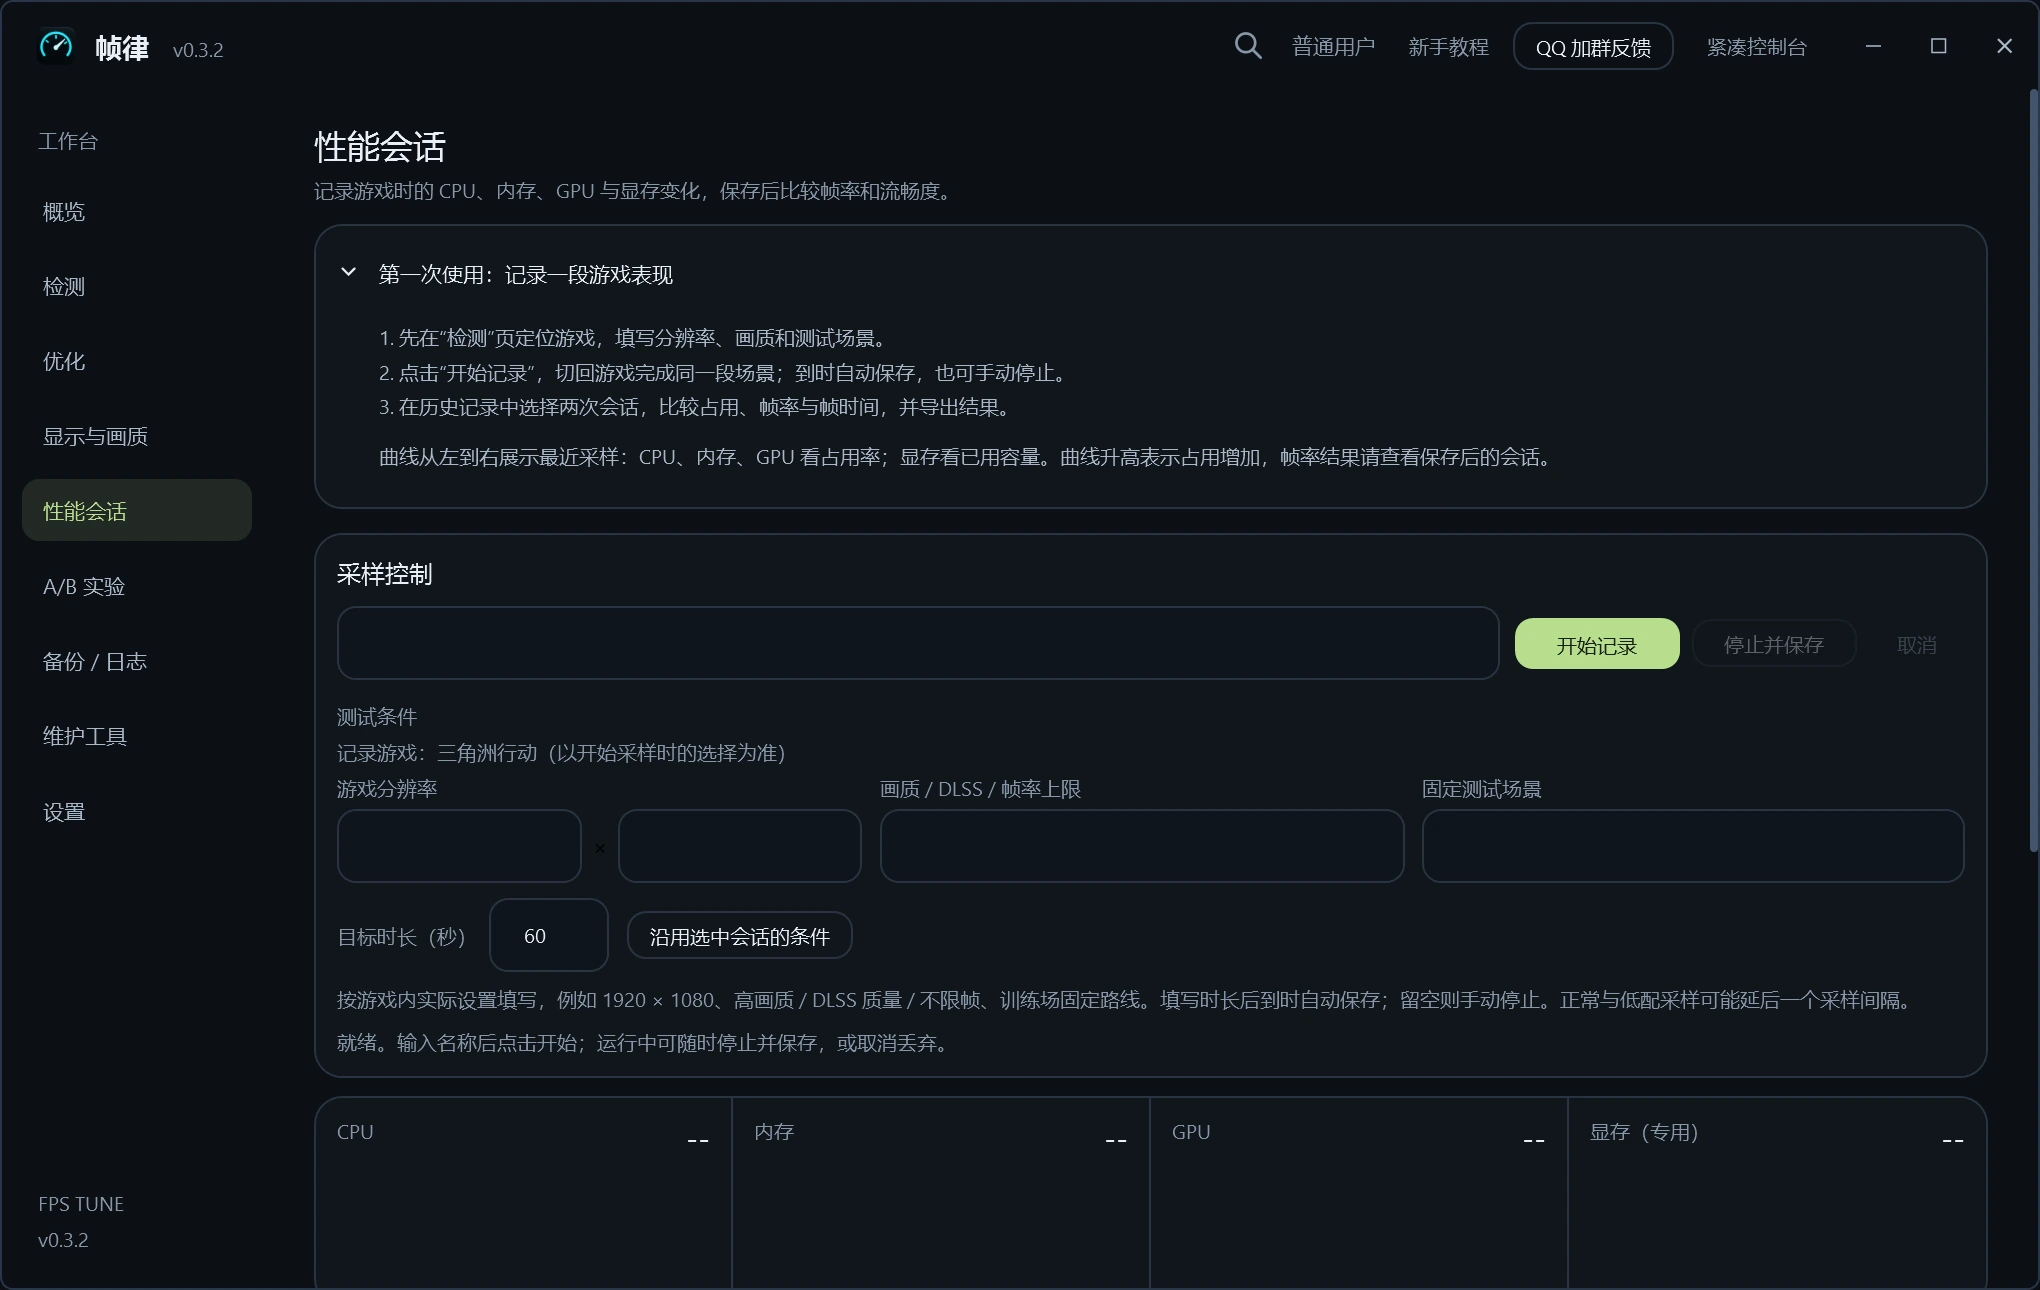 帧律 v0.3.2
普通用户 新手教程 QQ 加群反馈 紧凑控制台
工作台
概览
检测
优化
显示与画质
性能会话
A/B 实验
备份 / 日志
维护工具
设置
FPS TUNE
v0.3.2
性能会话
记录游戏时的 CPU、内存、GPU 与显存变化，保存后比较帧率和流畅度。
第一次使用：记录一段游戏表现
1. 先在“检测”页定位游戏，填写分辨率、画质和测试场景。
2. 点击“开始记录”，切回游戏完成同一段场景；到时自动保存，也可手动停止。
3. 在历史记录中选择两次会话，比较占用、帧率与帧时间，并导出结果。
曲线从左到右展示最近采样：CPU、内存、GPU 看占用率；显存看已用容量。曲线升高表示占用增加，帧率结果请查看保存后的会话。
采样控制
开始记录 停止并保存 取消
测试条件
记录游戏：三角洲行动（以开始采样时的选择为准）
游戏分辨率 画质 / DLSS / 帧率上限 固定测试场景
×
目标时长（秒） 60 沿用选中会话的条件
按游戏内实际设置填写，例如 1920 × 1080、高画质 / DLSS 质量 / 不限帧、训练场固定路线。填写时长后到时自动保存；留空则手动停止。正常与低配采样可能延后一个采样间隔。
就绪。输入名称后点击开始；运行中可随时停止并保存，或取消丢弃。
CPU -- 内存 -- GPU -- 显存（专用） --